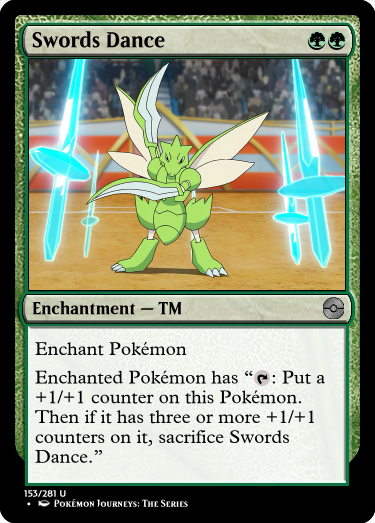 Swords Dance
Enchantment — TM
Enchant Pokémon
Enchanted Pokémon has “: Put a
+1/+1 counter on this Pokémon.
Then if it has three or more +1/+1
counters on it, sacrifice Swords
Dance.”
153/281 U
• Pokémon Journeys: The Series